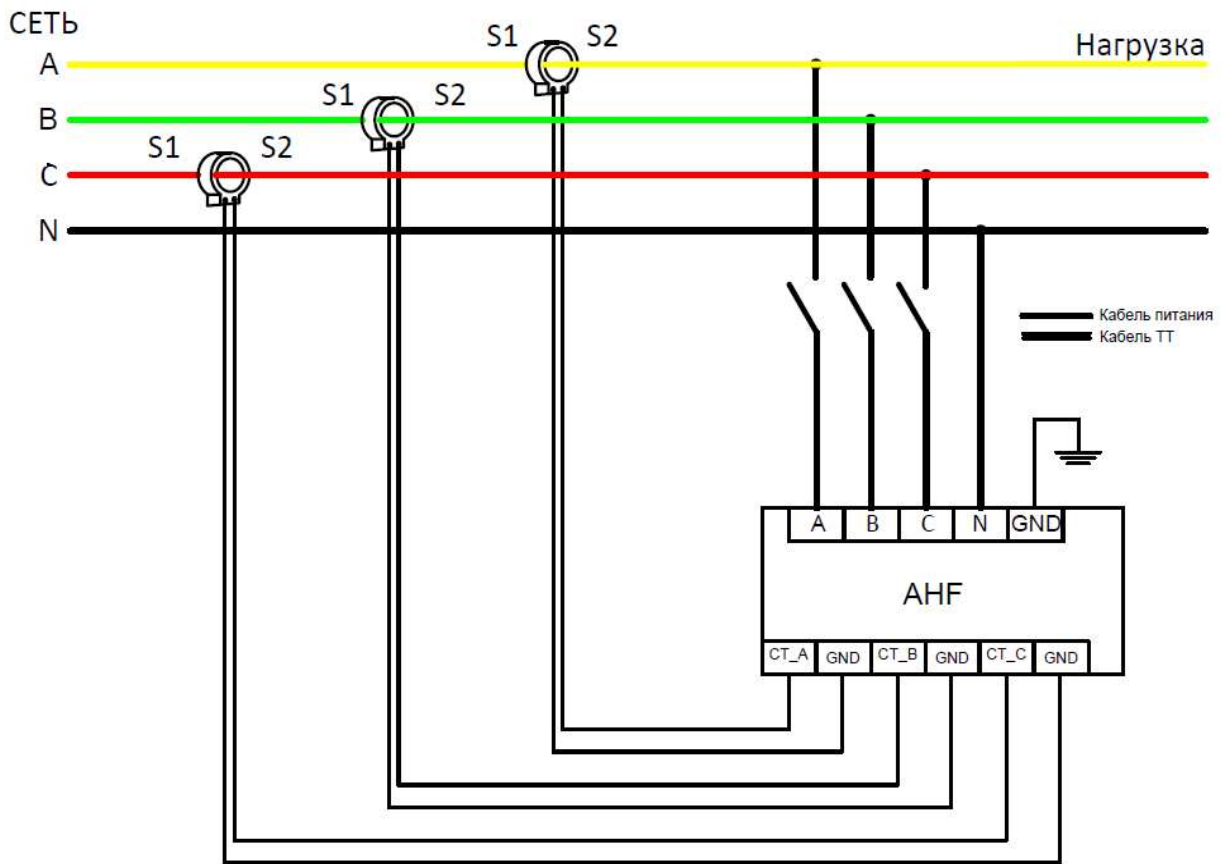 СЕТЬ
S1 S2
Нагрузка
A
S1 S2
B
S1 S2
C
N
Кабель питания
Кабель ТТ
A B C N GND
AHF
CT_A GND CT_B GND CT_C GND